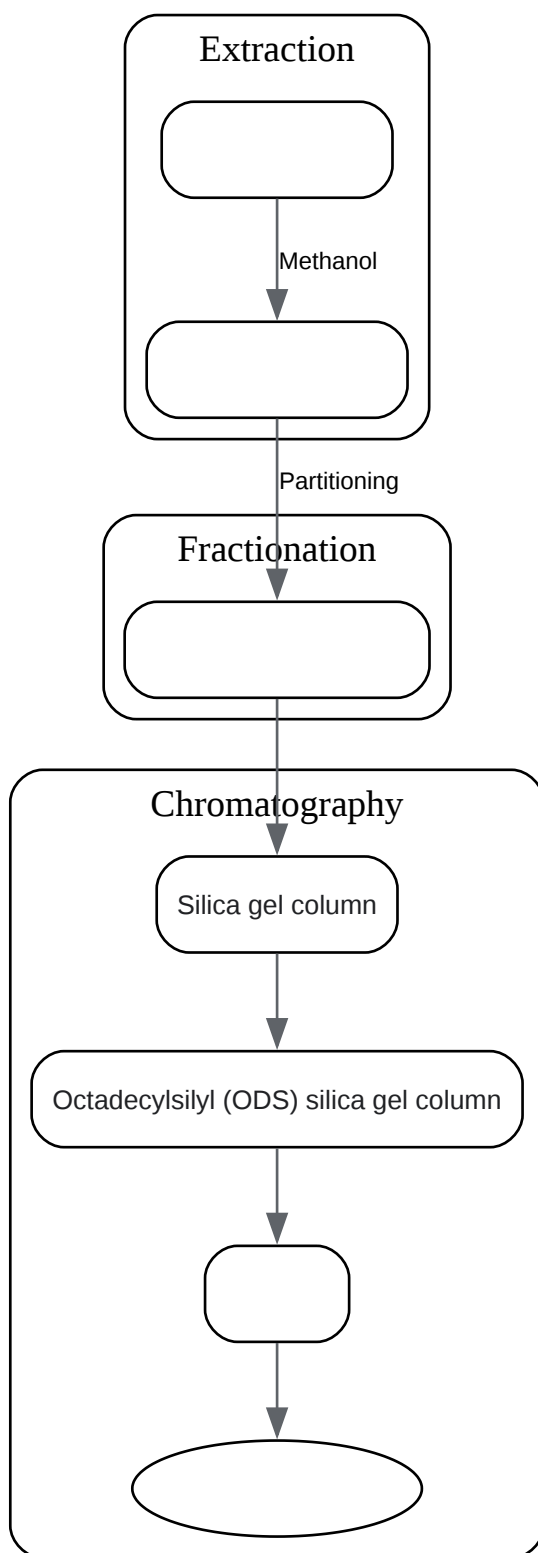 Extraction
Methanol
Partitioning
Fractionation
Chromatography
Silica gel column
Octadecylsilyl (ODS) silica gel column